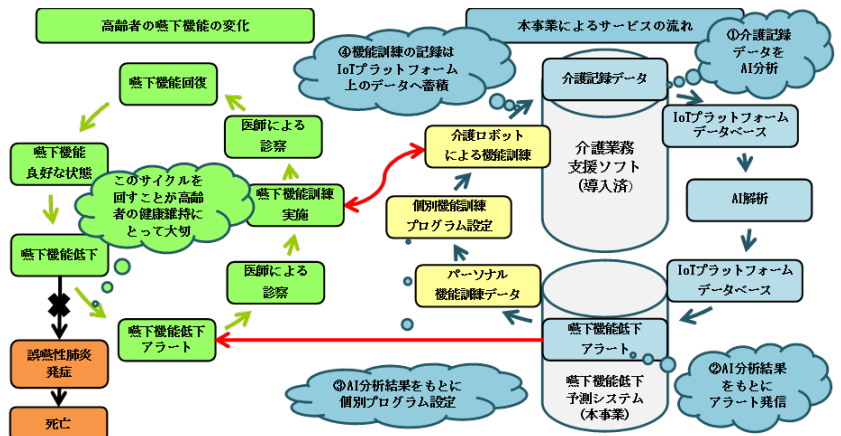 高齢者の嚥下機能の変化
本事業によるサービスの流れ
④機能訓練の記録は
IoTプラットフォーム
上のデータへ蓄積
①介護記録
データを
AI分析
嚥下機能回復
介護記録データ
医師による
診察
介護ロボット
による機能訓練
IoTプラットフォーム
データベース
嚥下機能
良好な状態
介護業務
支援ソフト
(導入済)
このサイクルを
回すことが高齢
者の健康維持に
とって大切
嚥下機能訓練
実施
個別機能訓練
プログラム設定
AI解析
嚥下機能低下
医師による
診察
パーソナル
機能訓練データ
IoTプラットフォーム
データベース
嚥下機能低下
アラート
嚥下機能低下
アラート
誤嚥性肺炎
発症
③AI分析結果をもとに
個別プログラム設定
嚥下機能低下
予測システム
(本事業)
②AI分析結果
をもとに
アラート発信
死亡